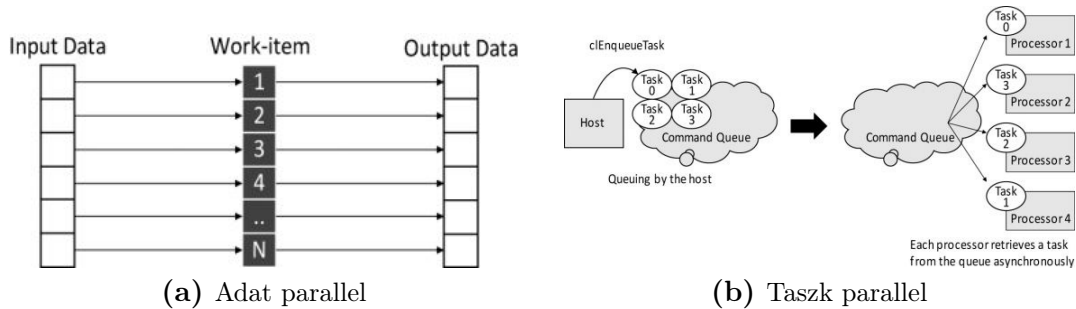 Input Data
Work-item
Output Data
1
2
3
4
..
N
(a) Adat parallel
clEnqueueTask
Host
Task
0
Task
1
Task
2
Task
3
Command Queue
Queuing by the host
Command Queue
Task
0
Processor 1
Task
3
Processor 2
Task
2
Processor 3
Task
1
Processor 4
Each processor retrieves a task
from the queue asynchronously
(b) Taszk parallel